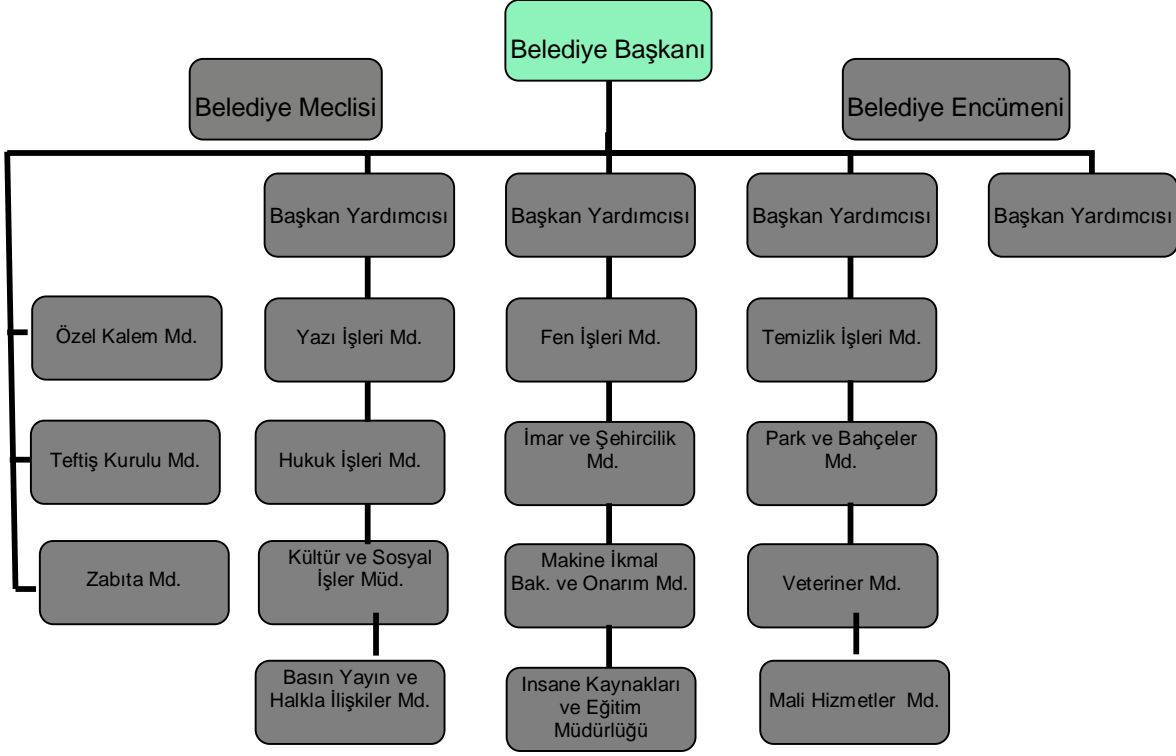 Belediye Başkanı
Belediye Meclisi
Belediye Encümeni
Başkan Yardımcısı
Başkan Yardımcısı
Başkan Yardımcısı
Başkan Yardımcısı
Özel Kalem Md.
Yazı İşleri Md.
Fen İşleri Md.
Temizlik İşleri Md.
Teftiş Kurulu Md.
Hukuk İşleri Md.
İmar ve Şehircilik
Md.
Park ve Bahçeler
Md.
Zabıta Md.
Kültür ve Sosyal
İşler Müd.
Makine İkmal
Bak. ve Onarım Md.
Veteriner Md.
Basın Yayın ve
Halkla İlişkiler Md.
Insane Kaynakları
ve Eğitim
Müdürlüğü
Mali Hizmetler Md.